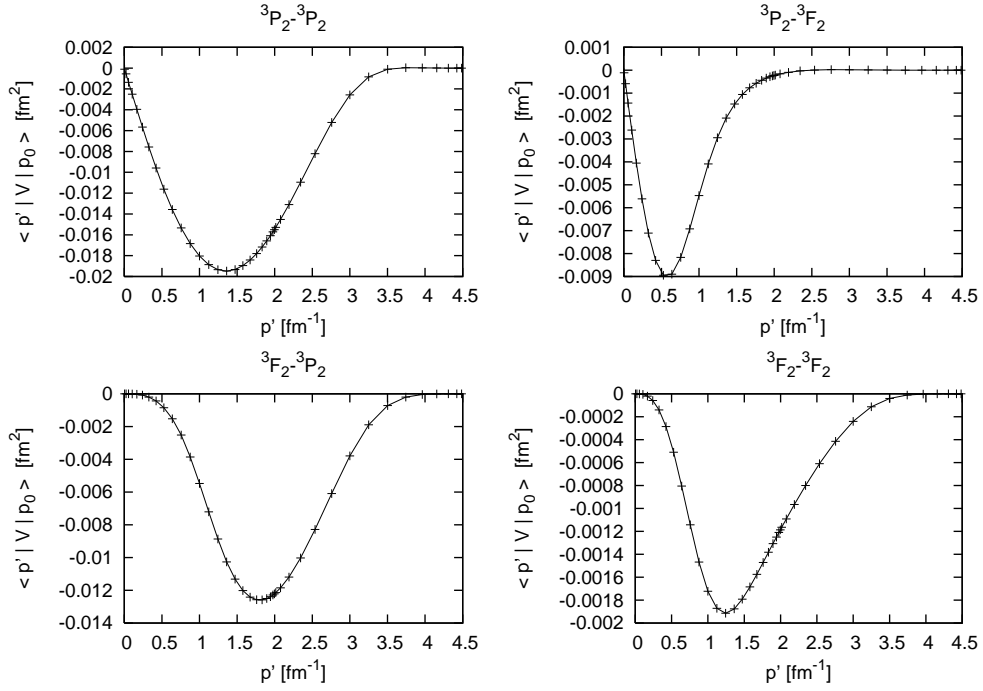 ³P₂-³P₂
< p' | V | p₀ > [fm²]
0.002
0
-0.002
-0.004
-0.006
-0.008
-0.01
-0.012
-0.014
-0.016
-0.018
-0.02
0 0.5 1 1.5 2 2.5 3 3.5 4 4.5
p' [fm⁻¹]
³P₂-³F₂
< p' | V | p₀ > [fm²]
0.001
0
-0.001
-0.002
-0.003
-0.004
-0.005
-0.006
-0.007
-0.008
-0.009
0 0.5 1 1.5 2 2.5 3 3.5 4 4.5
p' [fm⁻¹]
³F₂-³P₂
< p' | V | p₀ > [fm²]
0
-0.002
-0.004
-0.006
-0.008
-0.01
-0.012
-0.014
0 0.5 1 1.5 2 2.5 3 3.5 4 4.5
p' [fm⁻¹]
³F₂-³F₂
< p' | V | p₀ > [fm²]
0
-0.0002
-0.0004
-0.0006
-0.0008
-0.001
-0.0012
-0.0014
-0.0016
-0.0018
-0.002
0 0.5 1 1.5 2 2.5 3 3.5 4 4.5
p' [fm⁻¹]